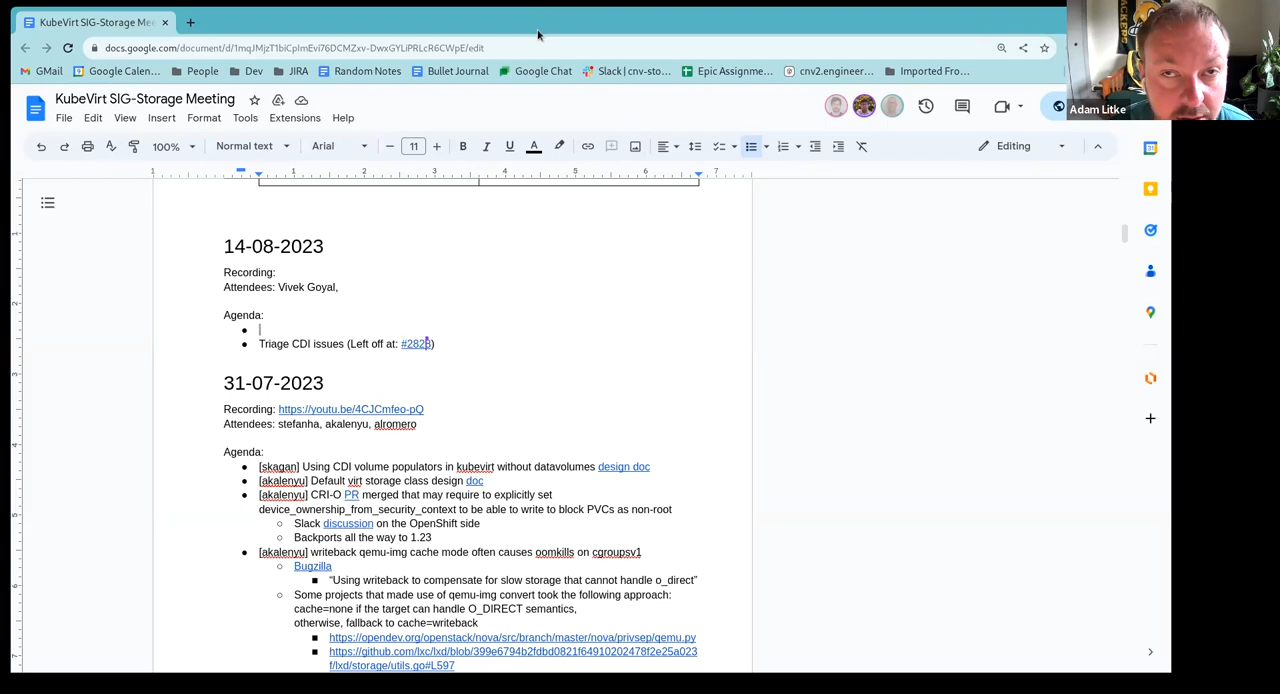 KubeVirt SIG-Storage Mee
docs.google.com/document/d/1mqJMjzT1biCpImEvi76DCMZxv-DwxGYLiPRLcR6CWpE/edit
GMail
Google Calen...
People
Dev
JIRA
Random Notes
Bullet Journal
Google Chat
Slack | cnv-sto...
Epic Assignme...
cnv2.engineer...
Imported Fro...
Adam Litke
KubeVirt SIG-Storage Meeting
File Edit View Insert Format Tools Extensions Help
100% Normal text Arial 11 Editing
1 1 2 3 4 5 6 7
14-08-2023
Recording:
Attendees: Vivek Goyal,
Agenda:
●
● Triage CDI issues (Left off at: #2828)
31-07-2023
Recording: https://youtu.be/4CJCmfeo-pQ
Attendees: stefanha, akalenyu, alromero
Agenda:
● [skagan] Using CDI volume populators in kubevirt without datavolumes design doc
● [akalenyu] Default virt storage class design doc
● [akalenyu] CRI-O PR merged that may require to explicitly set
device_ownership_from_security_context to be able to write to block PVCs as non-root
○ Slack discussion on the OpenShift side
○ Backports all the way to 1.23
● [akalenyu] writeback qemu-img cache mode often causes oomkills on cgroupsv1
○ Bugzilla
■ “Using writeback to compensate for slow storage that cannot handle o_direct”
○ Some projects that made use of qemu-img convert took the following approach:
cache=none if the target can handle O_DIRECT semantics,
otherwise, fallback to cache=writeback
■ https://opendev.org/openstack/nova/src/branch/master/nova/privsep/qemu.py
■ https://github.com/lxc/lxd/blob/399e6794b2fdbd0821f64910202478f2e25a023
f/lxd/storage/utils.go#L597